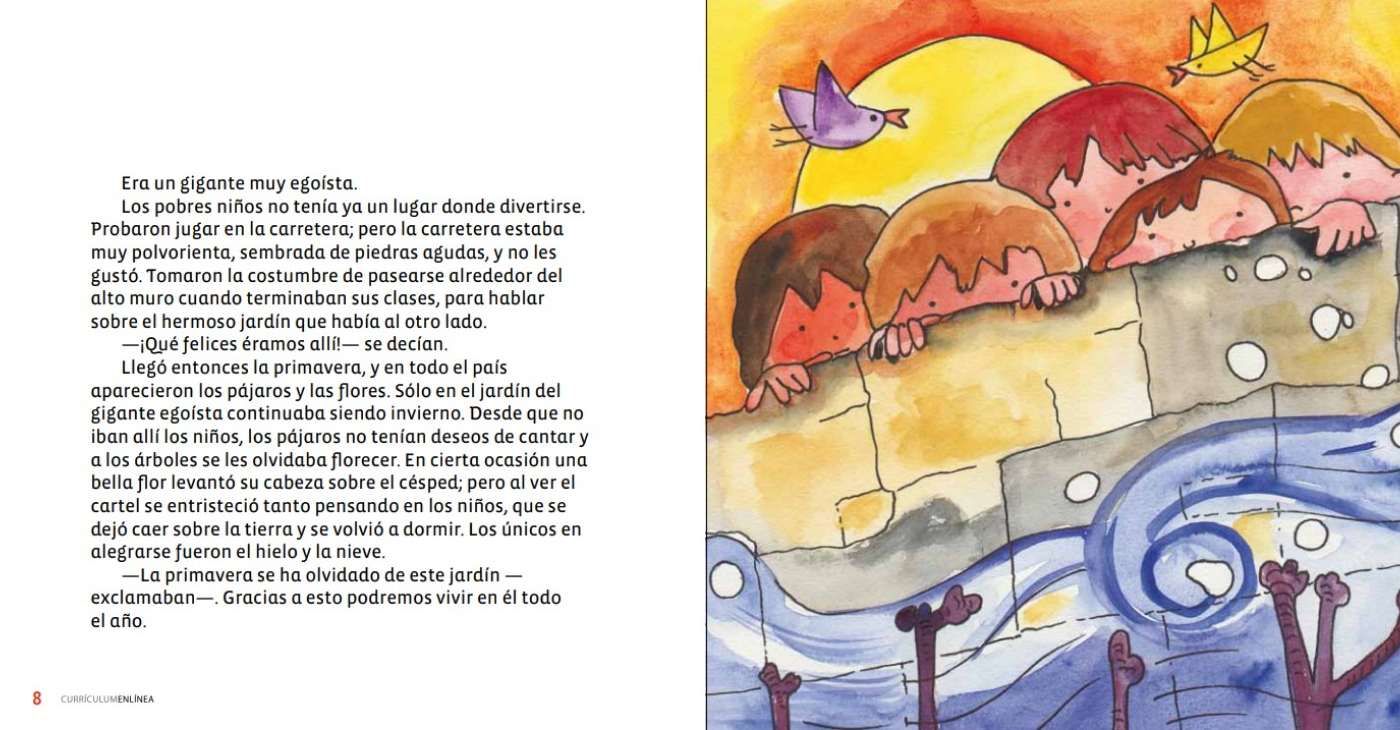 Era un gigante muy egoísta.
Los pobres niños no tenía ya un lugar donde divertirse.
Probaron jugar en la carretera; pero la carretera estaba
muy polvorienta, sembrada de piedras agudas, y no les
gustó. Tomaron la costumbre de pasearse alrededor del
alto muro cuando terminaban sus clases, para hablar
sobre el hermoso jardín que había al otro lado.
—¡Qué felices éramos allí!— se decían.
Llegó entonces la primavera, y en todo el país
aparecieron los pájaros y las flores. Sólo en el jardín del
gigante egoísta continuaba siendo invierno. Desde que no
iban allí los niños, los pájaros no tenían deseos de cantar y
a los árboles se les olvidaba florecer. En cierta ocasión una
bella flor levantó su cabeza sobre el césped; pero al ver el
cartel se entristeció tanto pensando en los niños, que se
dejó caer sobre la tierra y se volvió a dormir. Los únicos en
alegrarse fueron el hielo y la nieve.
—La primavera se ha olvidado de este jardín —
exclamaban—. Gracias a esto podremos vivir en él todo
el año.
8 CURRÍCULUMENLÍNEA